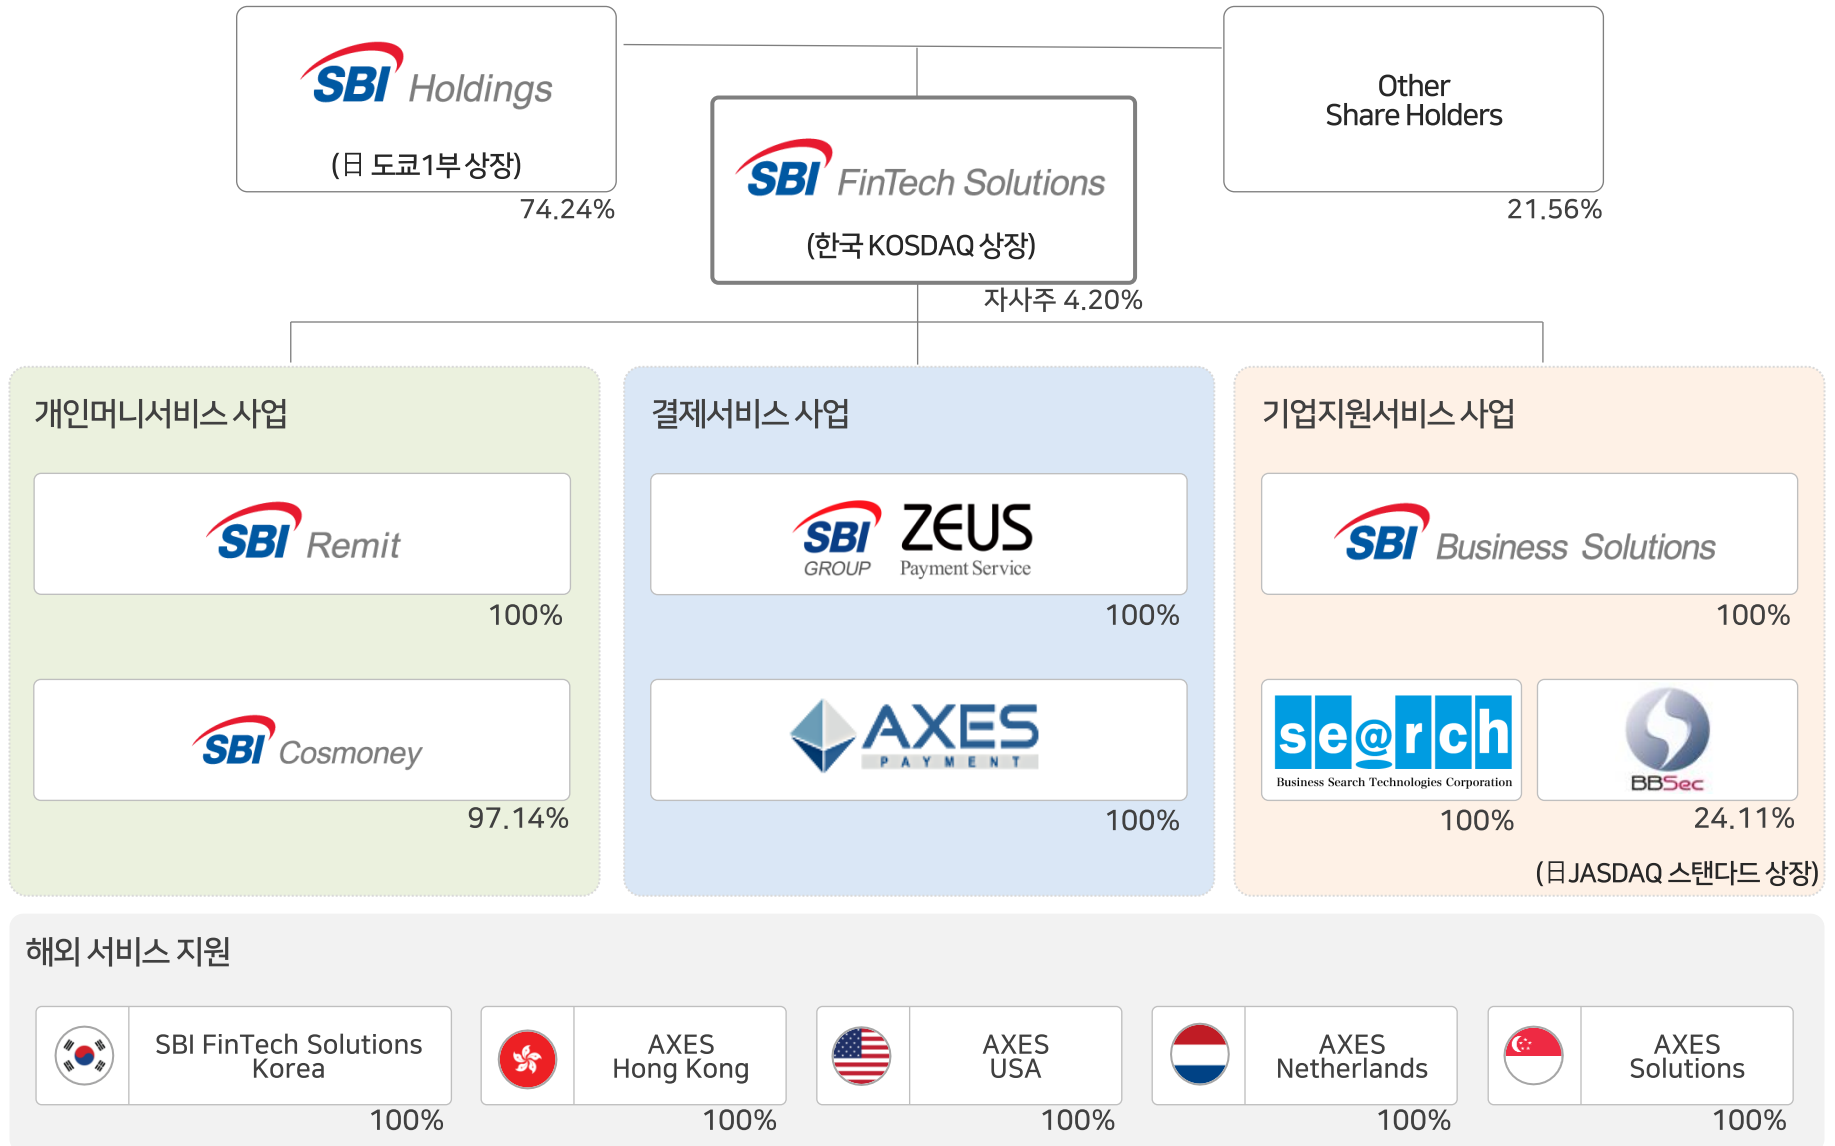 SBI Holdings
(日 도쿄1부 상장)
74.24%
Other
Share Holders
21.56%
SBI FinTech Solutions
(한국 KOSDAQ 상장)
자사주 4.20%
개인머니서비스 사업
SBI Remit
100%
SBI Cosmoney
97.14%
결제서비스 사업
SBI
GROUP
ZEUS
Payment Service
100%
AXES
PAYMENT
100%
기업지원서비스 사업
SBI Business Solutions
100%
se@rch
Business Search Technologies Corporation
100%
BBSec
24.11%
(日JASDAQ 스탠다드 상장)
해외 서비스 지원
SBI FinTech Solutions
Korea
100%
AXES
Hong Kong
100%
AXES
USA
100%
AXES
Netherlands
100%
AXES
Solutions
100%